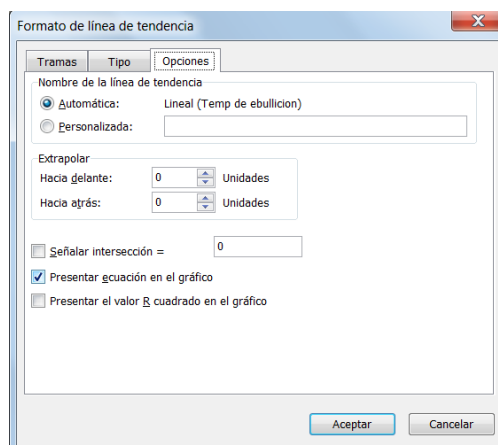 Formato de línea de tendencia
Tramas Tipo Opciones
Nombre de la línea de tendencia
Automática: Lineal (Temp de ebullicion)
Personalizada:
Extrapolar
Hacia delante: 0 Unidades
Hacia atrás: 0 Unidades
Señalar intersección = 0
Presentar ecuación en el gráfico
Presentar el valor R cuadrado en el gráfico
Aceptar Cancelar